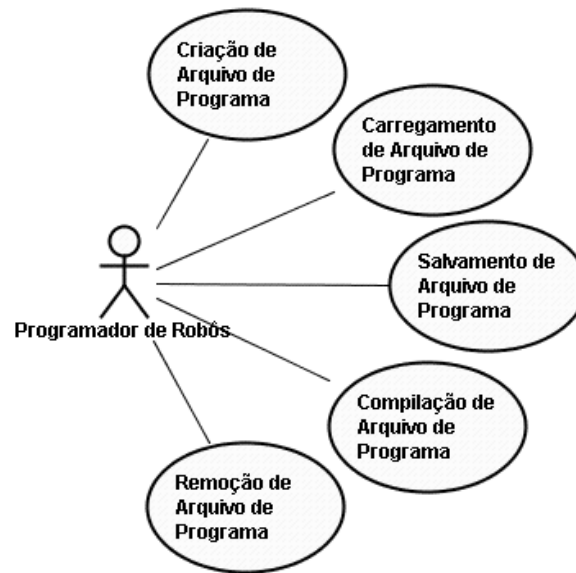 Criação de
Arquivo de
Programa
Carregamento
de Arquivo de
Programa
Salvamento de
Arquivo de
Programa
Programador de Robôs
Compilação de
Arquivo de
Programa
Remoção de
Arquivo de
Programa